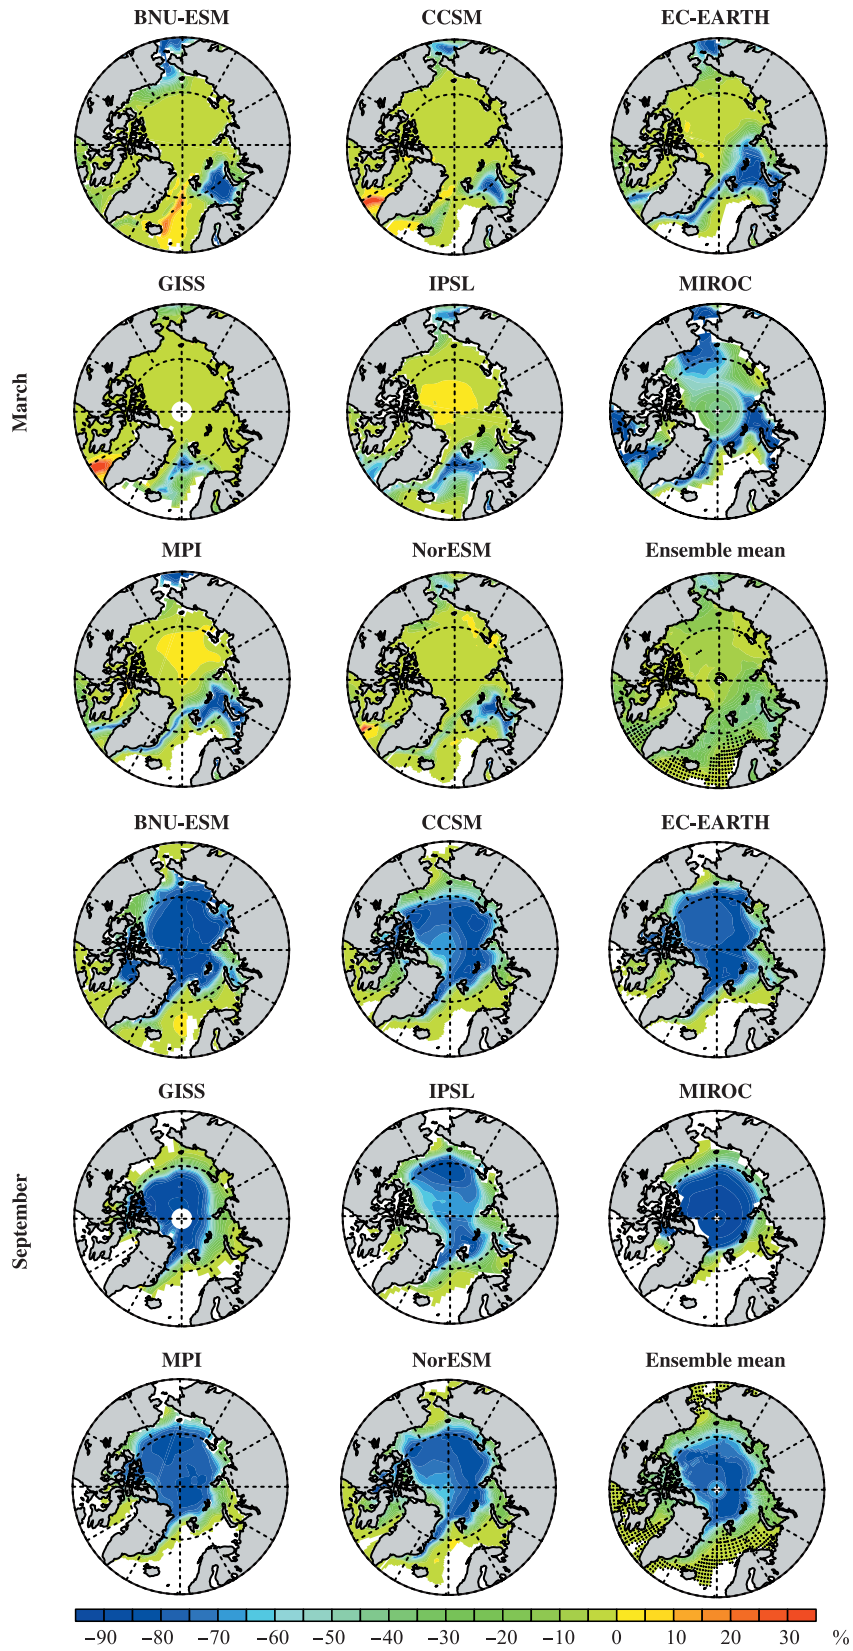 BNU-ESM CCSM EC-EARTH
GISS IPSL MIROC
March
MPI NorESM Ensemble mean
BNU-ESM CCSM EC-EARTH
GISS IPSL MIROC
September
MPI NorESM Ensemble mean
−90 −80 −70 −60 −50 −40 −30 −20 −10 0 10 20 30 %